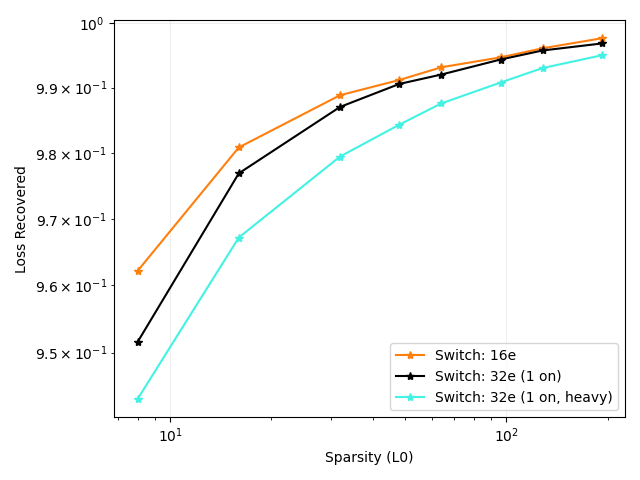 10⁰
9.9 × 10⁻¹
9.8 × 10⁻¹
9.7 × 10⁻¹
9.6 × 10⁻¹
9.5 × 10⁻¹
Loss Recovered
Switch: 16e
Switch: 32e (1 on)
Switch: 32e (1 on, heavy)
10¹
10²
Sparsity (L0)